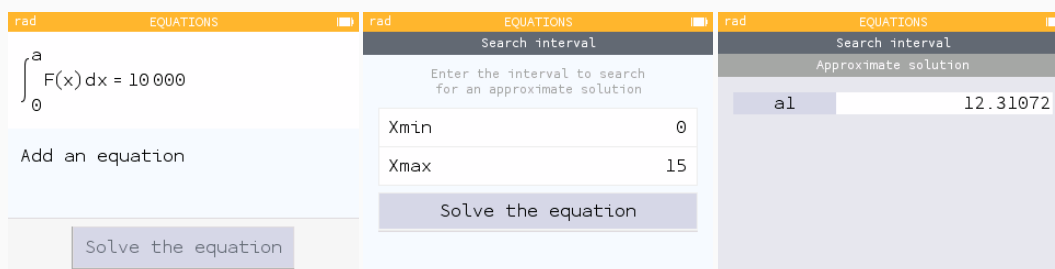 rad EQUATIONS
∫₀ᵃ F(x) dx = 10 000
Add an equation
Solve the equation
rad EQUATIONS
Search interval
Enter the interval to search
for an approximate solution
Xmin 0
Xmax 15
Solve the equation
rad EQUATIONS
Search interval
Approximate solution
a1 12.31072